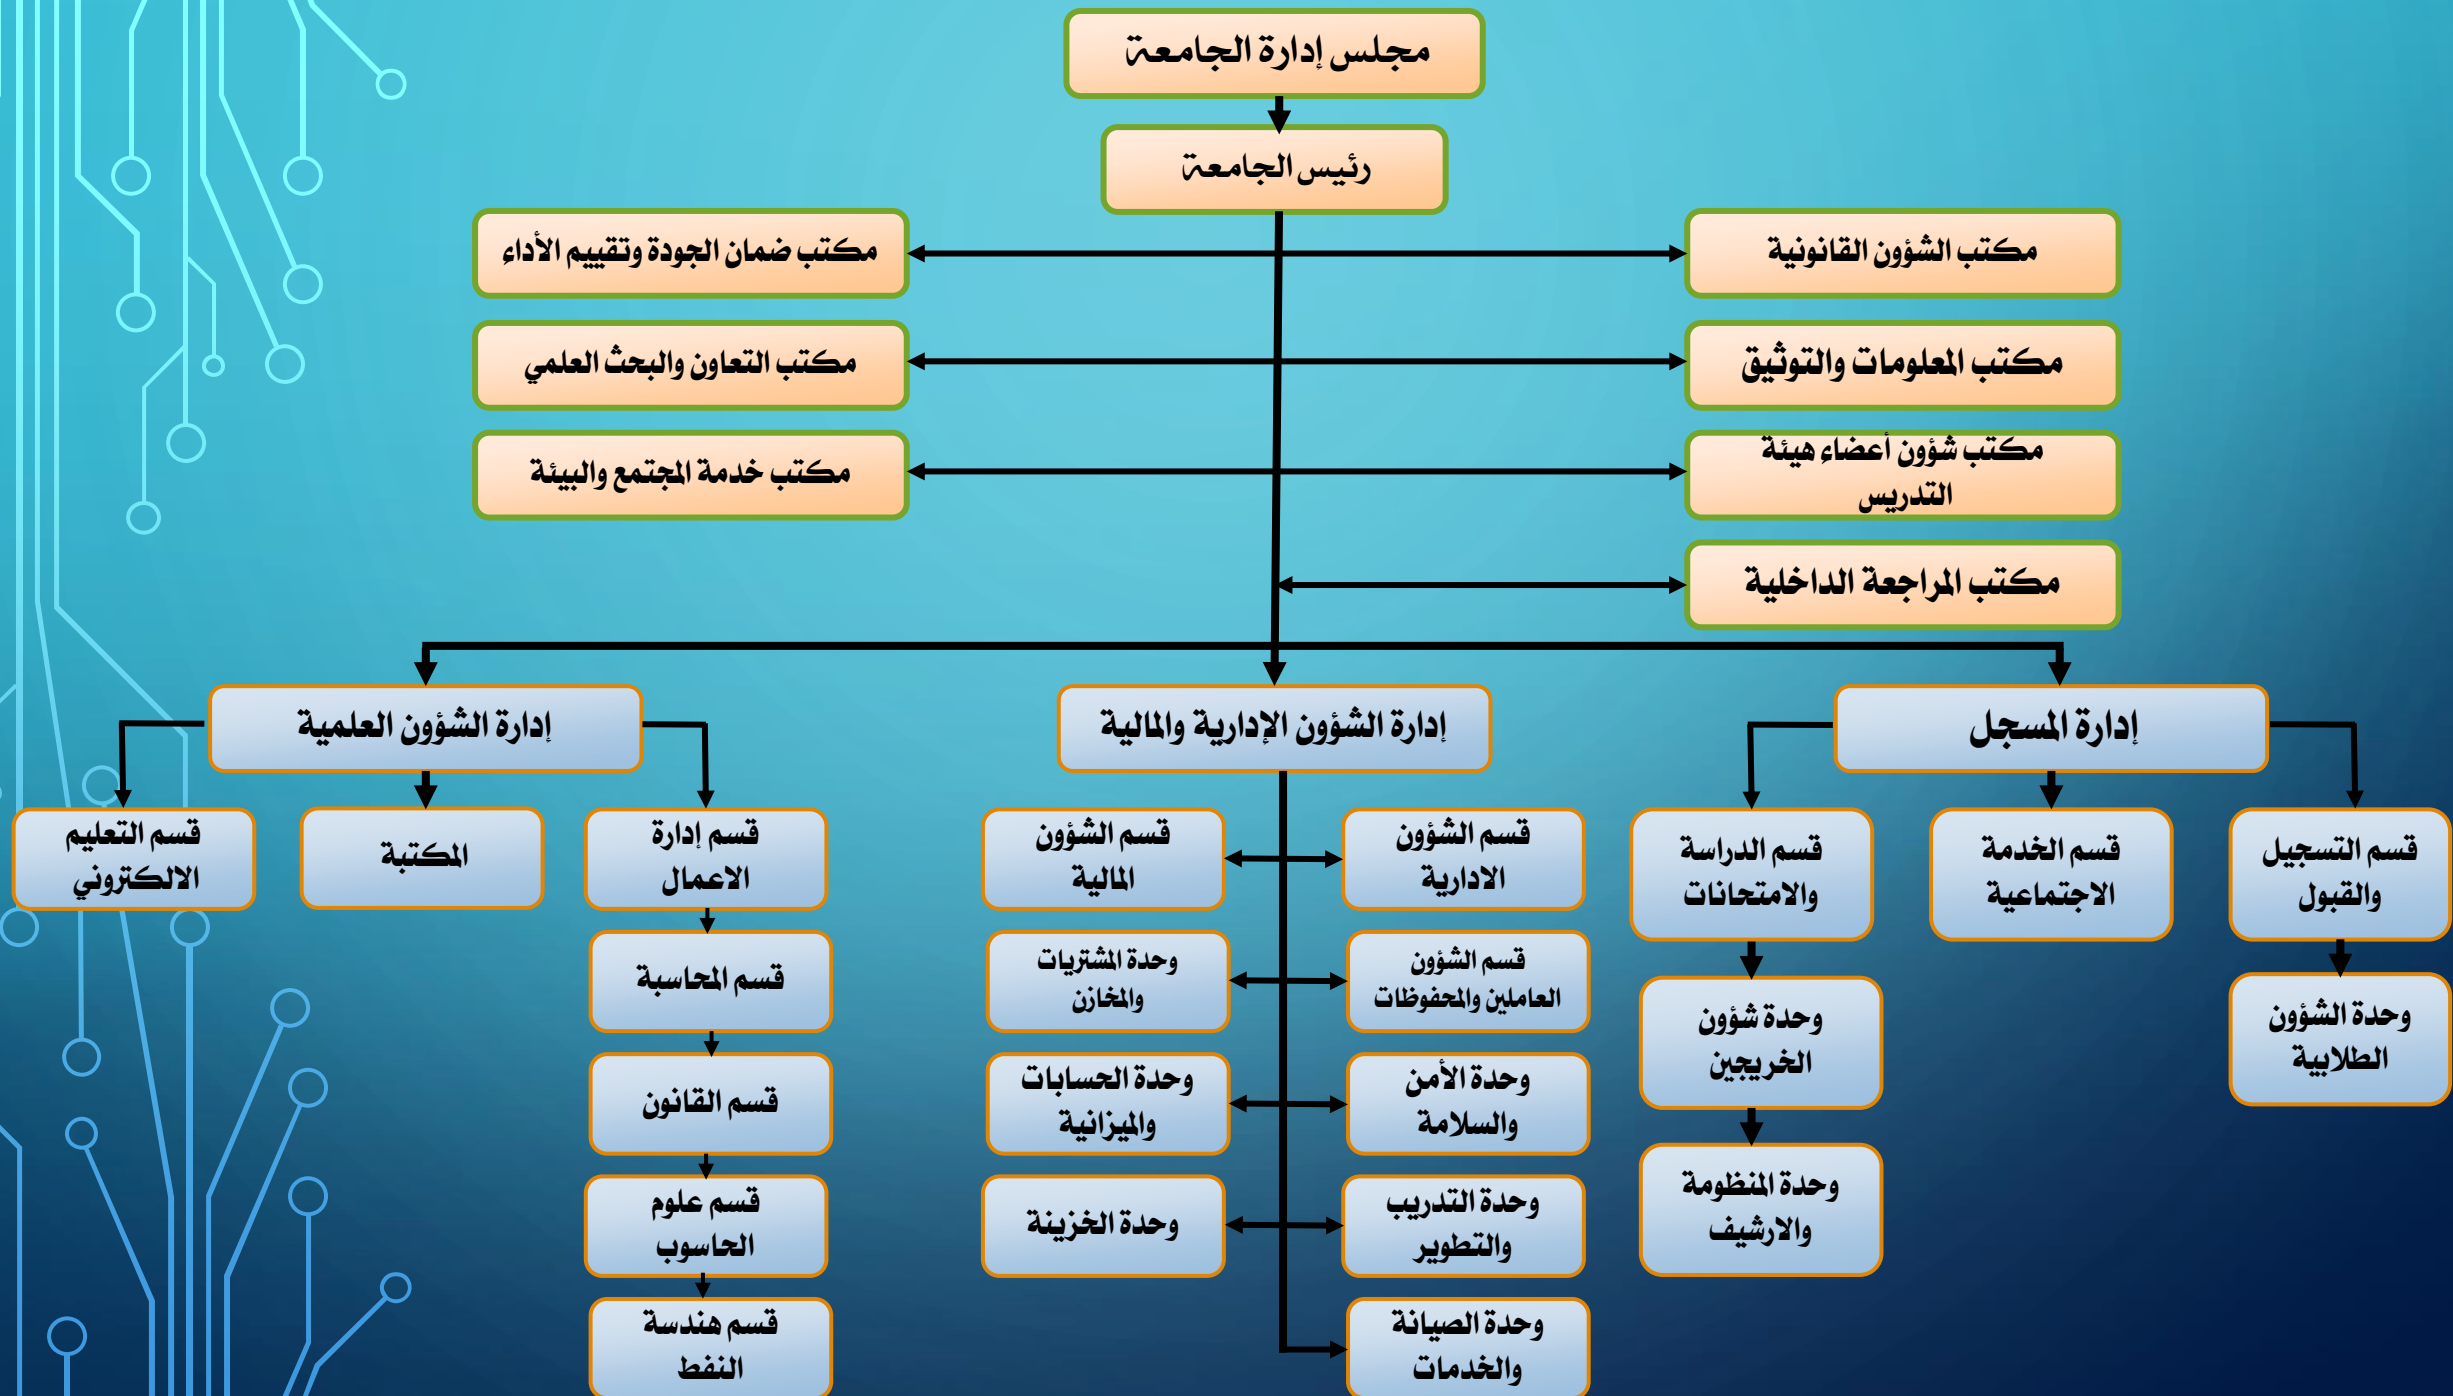 مجلس إدارة الجامعة
رئيس الجامعة
مكتب الشؤون القانونية
مكتب ضمان الجودة وتقييم الأداء
مكتب المعلومات والتوثيق
مكتب التعاون والبحث العلمي
مكتب شؤون أعضاء هيئة
التدريس
مكتب خدمة المجتمع والبيئة
مكتب المراجعة الداخلية
إدارة المسجل
إدارة الشؤون الإدارية والمالية
إدارة الشؤون العلمية
قسم التسجيل
والقبول
قسم الخدمة
الاجتماعية
قسم الدراسة
والامتحانات
وحدة الشؤون
الطلابية
وحدة شؤون
الخريجين
وحدة المنظومة
والارشيف
قسم الشؤون
الادارية
قسم الشؤون
المالية
قسم الشؤون
العاملين والمحفوظات
وحدة المشتريات
والمخازن
وحدة الأمن
والسلامة
وحدة الحسابات
والميزانية
وحدة التدريب
والتطوير
وحدة الخزينة
وحدة الصيانة
والخدمات
قسم إدارة
الاعمال
المكتبة
قسم التعليم
الالكتروني
قسم المحاسبة
قسم القانون
قسم علوم
الحاسوب
قسم هندسة
النفط